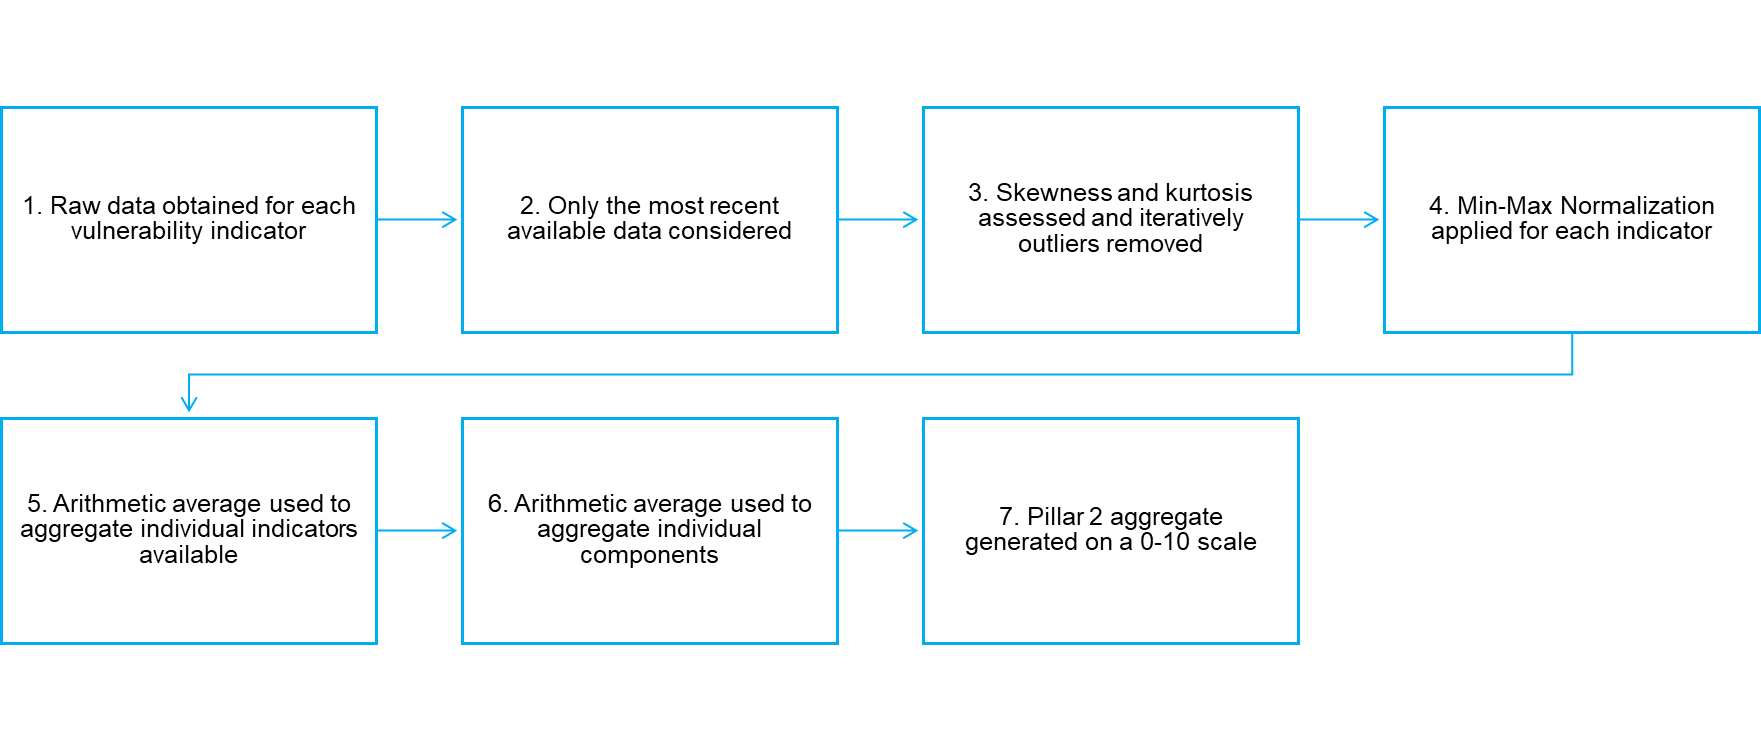 1. Raw data obtained for each
vulnerability indicator
2. Only the most recent
available data considered
3. Skewness and kurtosis
assessed and iteratively
outliers removed
4. Min-Max Normalization
applied for each indicator
5. Arithmetic average used to
aggregate individual indicators
available
6. Arithmetic average used to
aggregate individual
components
7. Pillar 2 aggregate
generated on a 0-10 scale